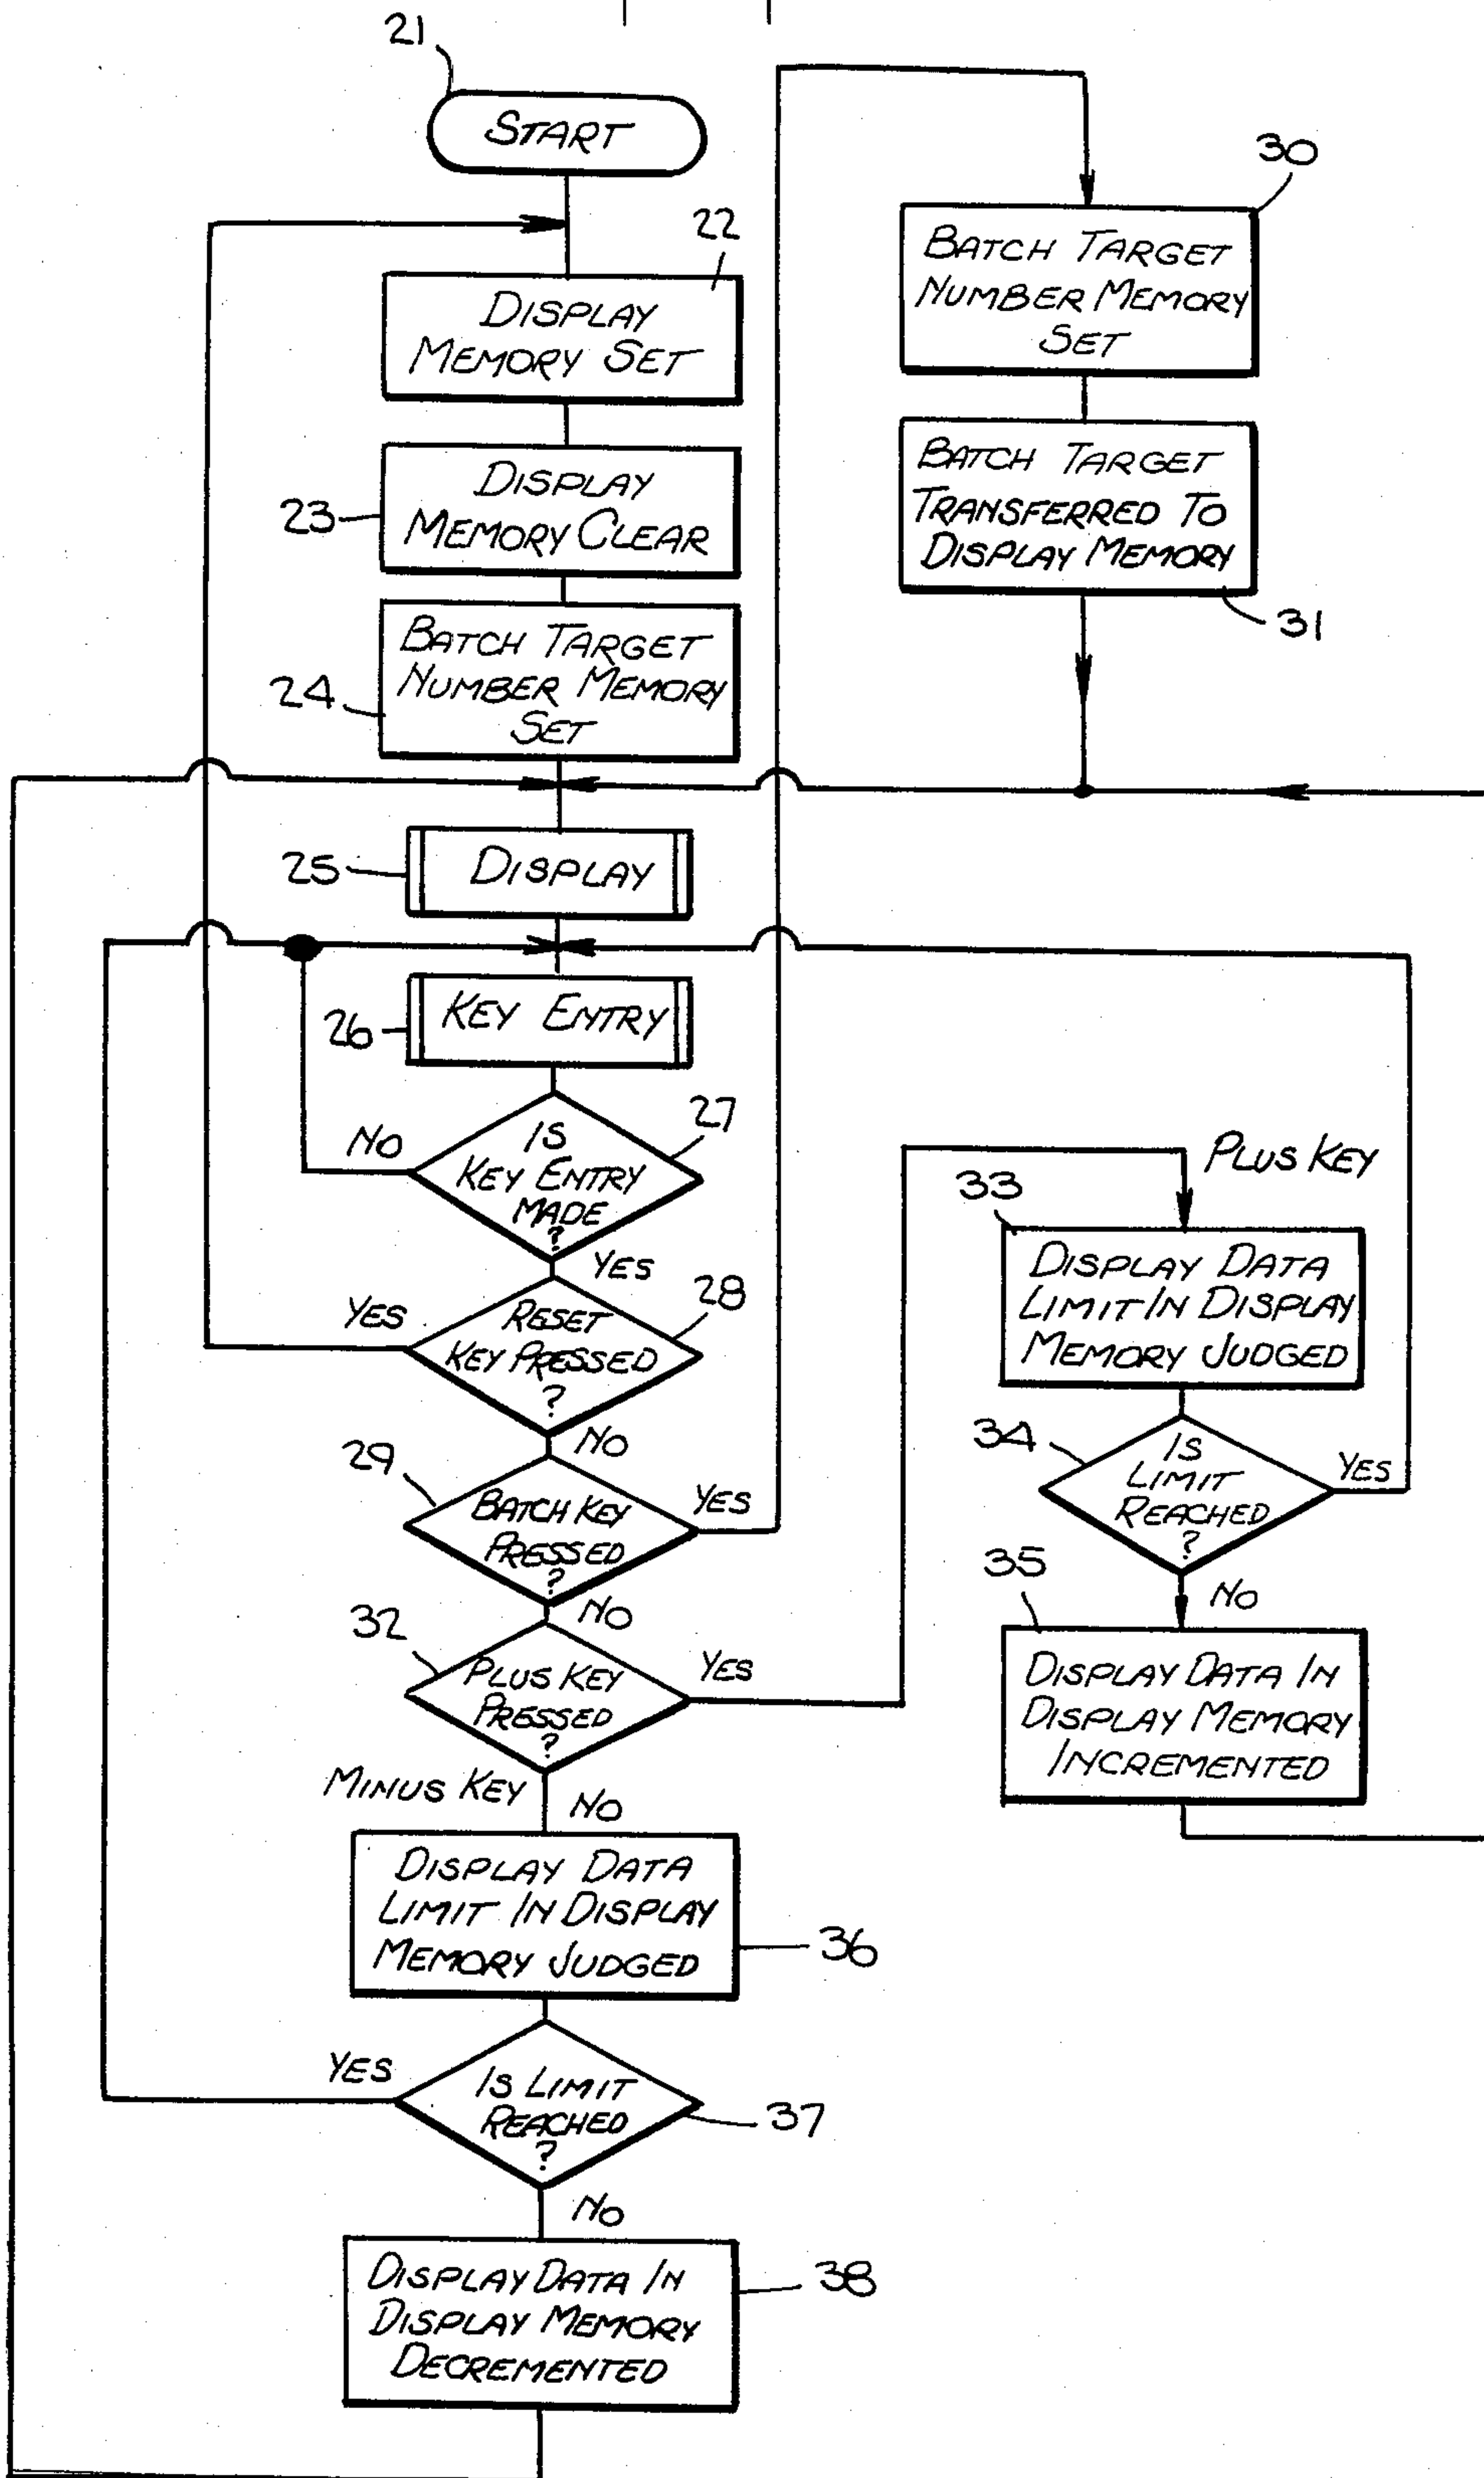 21
START
22
DISPLAY
MEMORY SET
23
DISPLAY
MEMORY CLEAR
24
BATCH TARGET
NUMBER MEMORY
SET
25
DISPLAY
26
KEY ENTRY
27
IS
KEY ENTRY
MADE
?
NO
YES
28
RESET
KEY PRESSED
?
YES
NO
29
BATCH KEY
PRESSED
?
YES
NO
30
BATCH TARGET
NUMBER MEMORY
SET
BATCH TARGET
TRANSFERRED TO
DISPLAY MEMORY
31
32
PLUS KEY
PRESSED
?
YES
MINUS KEY
NO
PLUS KEY
33
DISPLAY DATA
LIMIT IN DISPLAY
MEMORY JUDGED
34
IS
LIMIT
REACHED
?
YES
NO
35
DISPLAY DATA IN
DISPLAY MEMORY
INCREMENTED
DISPLAY DATA
LIMIT IN DISPLAY
MEMORY JUDGED
36
YES
IS LIMIT
REACHED
?
37
NO
DISPLAY DATA IN
DISPLAY MEMORY
DECREMENTED
38